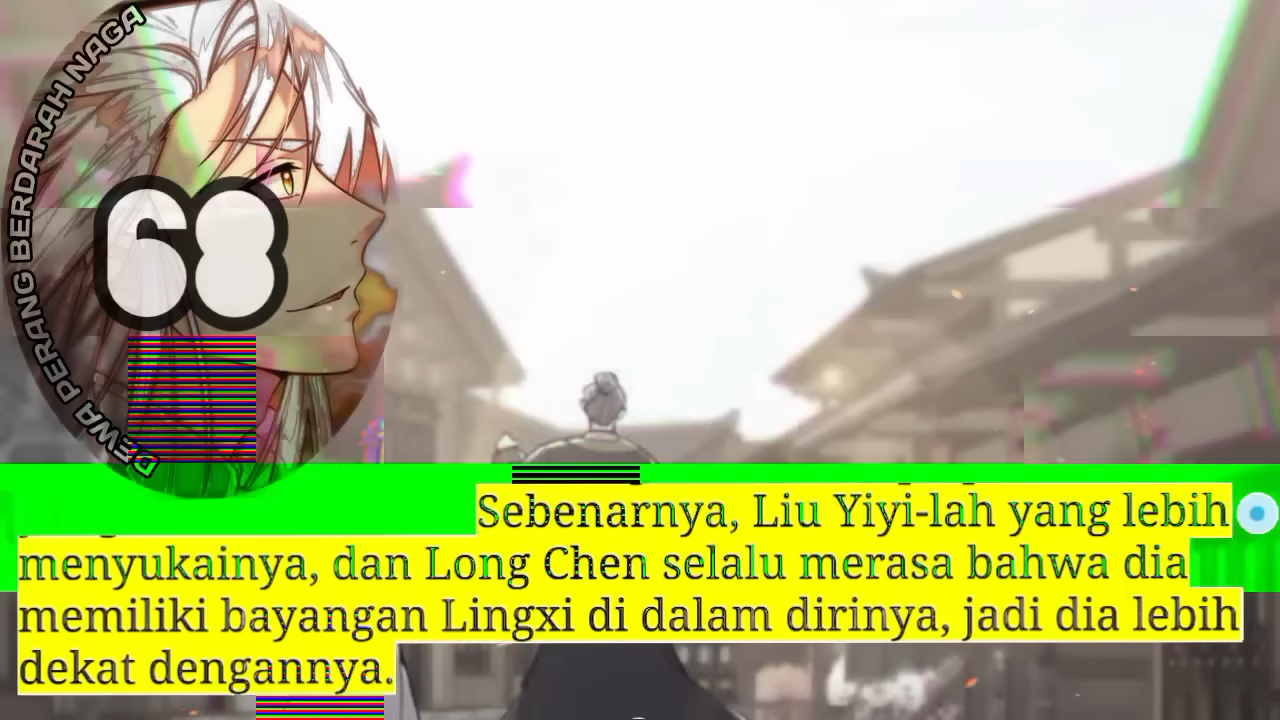 DEWA PERANG BERDARAH NAGA
68
Sebenarnya, Liu Yiyi-lah yang lebih
menyukainya, dan Long Chen selalu merasa bahwa dia
memiliki bayangan Lingxi di dalam dirinya, jadi dia lebih
dekat dengannya.